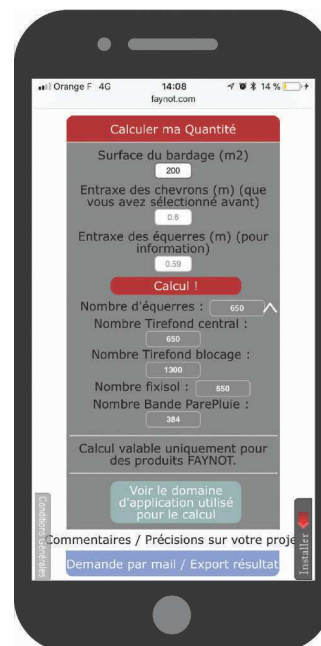 Orange F 4G 14:08 14 %
faynot.com
Calculer ma Quantité
Surface du bardage (m2)
200
Entraxe des chevrons (m) (que
vous avez sélectionné avant)
0.6
Entraxe des équerres (m) (pour
information)
0.59
Calcul !
Nombre d'équerres : 650
Nombre Tirefond central :
650
Nombre Tirefond blocage :
1300
Nombre fixisol : 650
Nombre Bande ParePluie :
384
Calcul valable uniquement pour
des produits FAYNOT.
Voir le domaine
d'application utilisé
pour le calcul
Conditions Générales
Installer
Commentaires / Précisions sur votre proje
Demande par mail / Export résultat